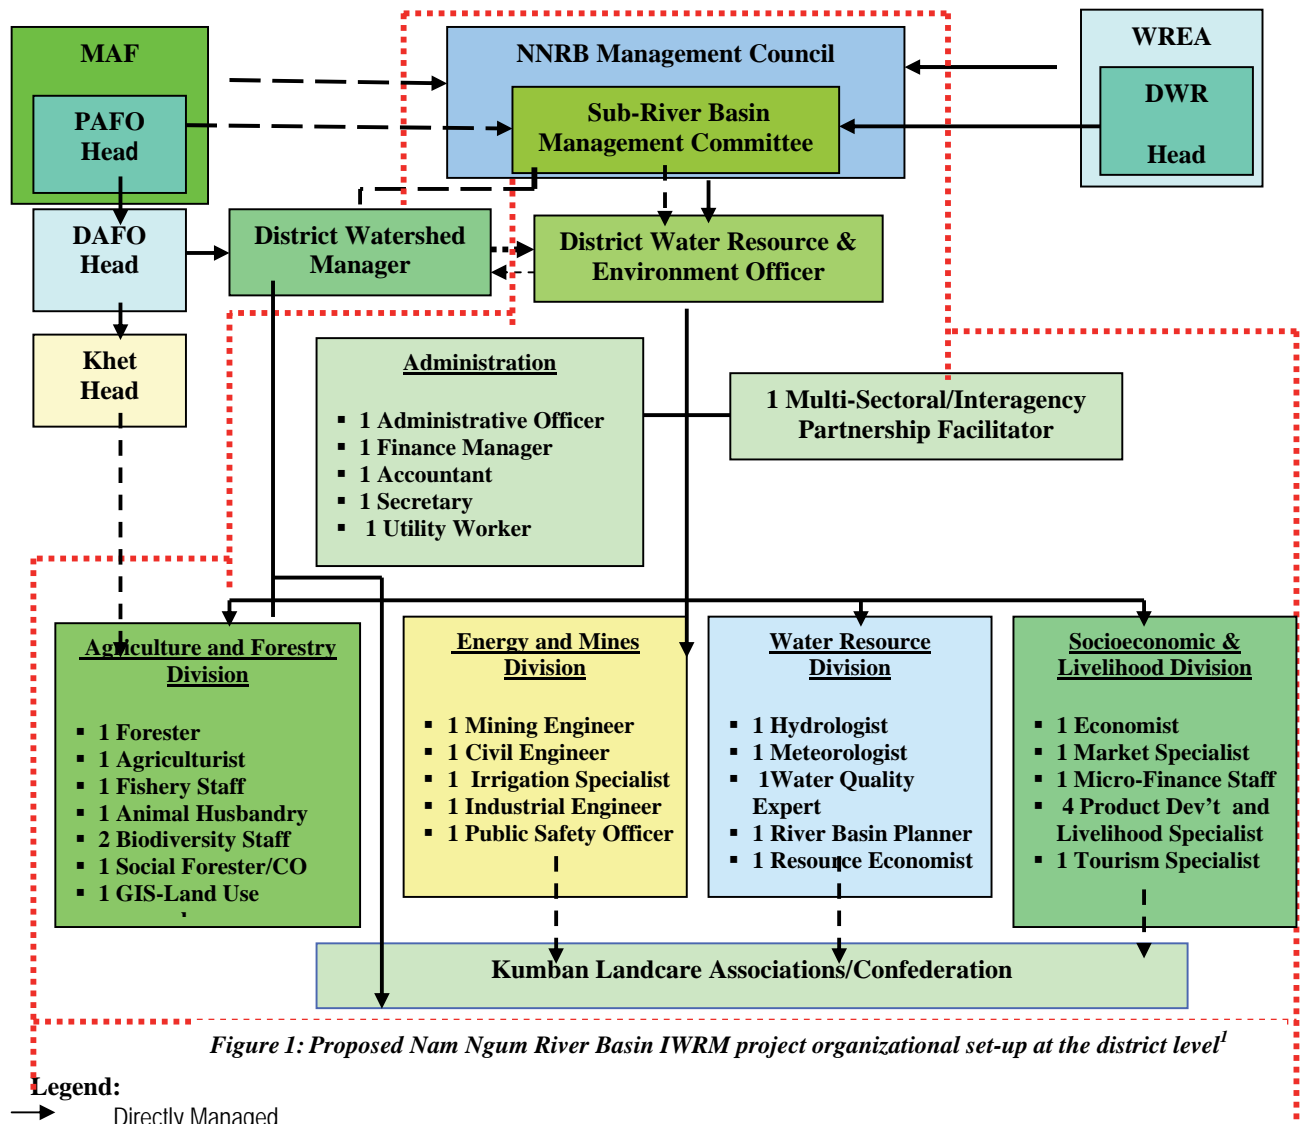 MAF
PAFO
Head
NNRB Management Council
Sub-River Basin
Management Committee
WREA
DWR
Head
DAFO
Head
District Watershed
Manager
District Water Resource &
Environment Officer
Khet
Head
Administration
▪ 1 Administrative Officer
▪ 1 Finance Manager
▪ 1 Accountant
▪ 1 Secretary
▪ 1 Utility Worker
1 Multi-Sectoral/Interagency
Partnership Facilitator
Agriculture and Forestry
Division
▪ 1 Forester
▪ 1 Agriculturist
▪ 1 Fishery Staff
▪ 1 Animal Husbandry
▪ 2 Biodiversity Staff
▪ 1 Social Forester/CO
▪ 1 GIS-Land Use
Energy and Mines
Division
▪ 1 Mining Engineer
▪ 1 Civil Engineer
▪ 1 Irrigation Specialist
▪ 1 Industrial Engineer
▪ 1 Public Safety Officer
Water Resource
Division
▪ 1 Hydrologist
▪ 1 Meteorologist
▪ 1Water Quality
Expert
▪ 1 River Basin Planner
▪ 1 Resource Economist
Socioeconomic &
Livelihood Division
▪ 1 Economist
▪ 1 Market Specialist
▪ 1 Micro-Finance Staff
▪ 4 Product Dev’t and
Livelihood Specialist
▪ 1 Tourism Specialist
Kumban Landcare Associations/Confederation
Figure 1: Proposed Nam Ngum River Basin IWRM project organizational set-up at the district level1
Legend:
Directly Managed